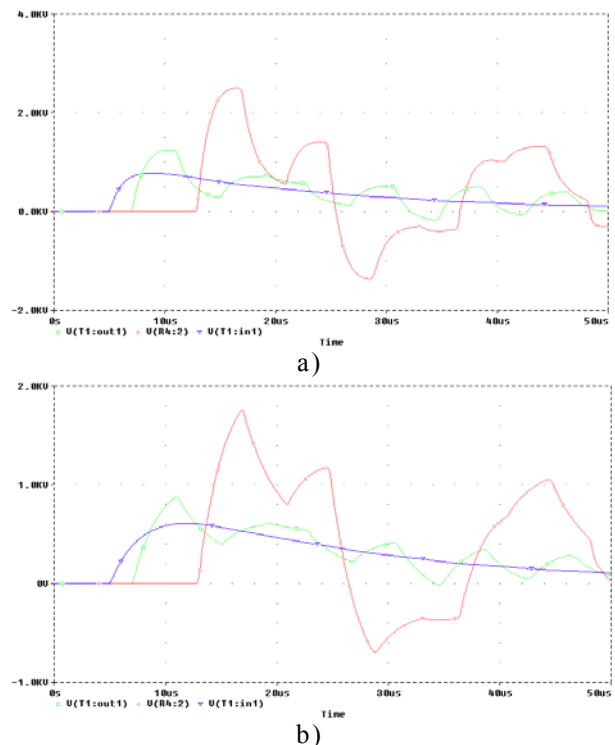 4.0KV
2.0KV
0.0KV
-2.0KV
0s 10us 20us 30us 40us 50us
V(T1:out1) V(R4:2) V(T1:in1)
Time
a)
2.0KV
1.0KV
0V
-1.0KV
0s 10us 20us 30us 40us 50us
V(T1:out1) V(R4:2) V(T1:in1)
Time
b)